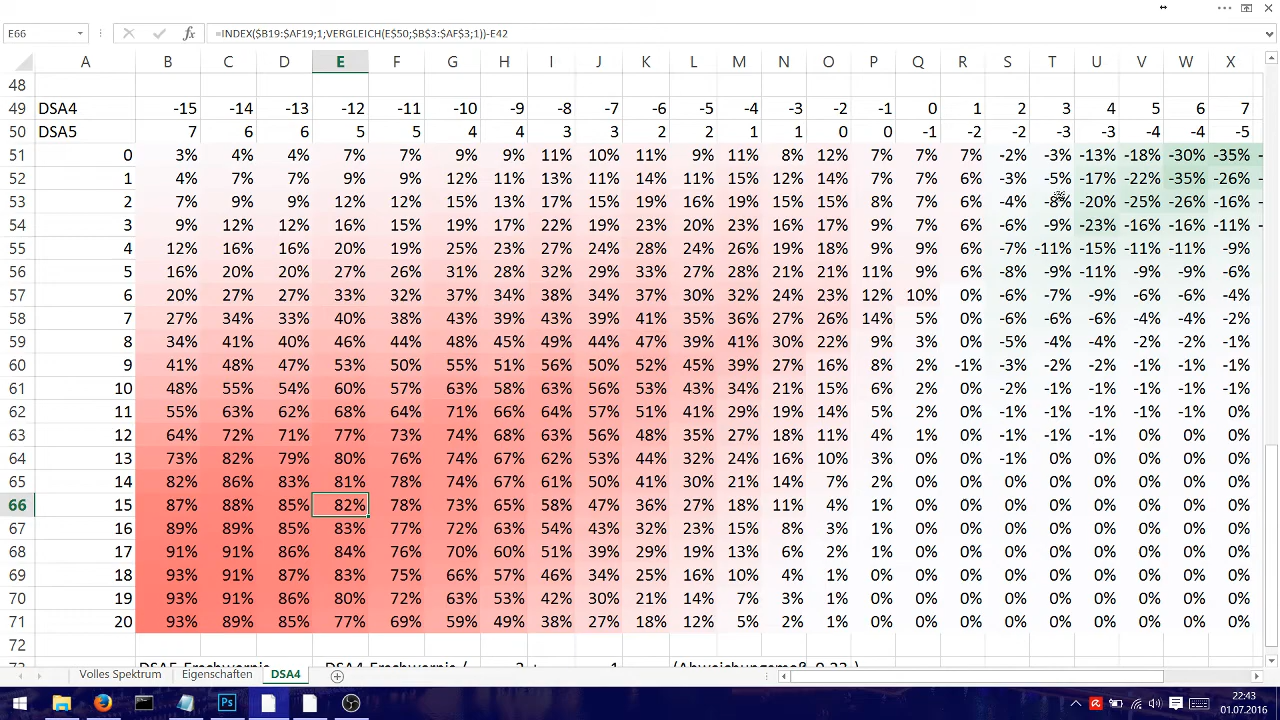 E66 fx =INDEX($B19:$AF19;1;VERGLEICH(E$50;$B$3:$AF$3;1))-E42
A B C D E F G H I J K L M N O P Q R S T U V W X
48
49 DSA4 -15 -14 -13 -12 -11 -10 -9 -8 -7 -6 -5 -4 -3 -2 -1 0 1 2 3 4 5 6 7
50 DSA5 7 6 6 5 5 4 4 3 3 2 2 1 1 0 0 -1 -2 -2 -3 -3 -4 -4 -5
51 0 3% 4% 4% 7% 7% 9% 9% 11% 10% 11% 9% 11% 8% 12% 7% 7% 7% -2% -3% -13% -18% -30% -35% -
52 1 4% 7% 7% 9% 9% 12% 11% 13% 11% 14% 11% 15% 12% 14% 7% 7% 6% -3% -5% -17% -22% -35% -26% -
53 2 7% 9% 9% 12% 12% 15% 13% 17% 15% 19% 16% 19% 15% 15% 8% 7% 6% -4% -8% -20% -25% -26% -16% -
54 3 9% 12% 12% 16% 15% 19% 17% 22% 19% 23% 20% 23% 16% 17% 9% 7% 6% -6% -9% -23% -16% -16% -11% -
55 4 12% 16% 16% 20% 19% 25% 23% 27% 24% 28% 24% 26% 19% 18% 9% 9% 6% -7% -11% -15% -11% -11% -9%
56 5 16% 20% 20% 27% 26% 31% 28% 32% 29% 33% 27% 28% 21% 21% 11% 9% 6% -8% -9% -11% -9% -9% -6%
57 6 20% 27% 27% 33% 32% 37% 34% 38% 34% 37% 30% 32% 24% 23% 12% 10% 0% -6% -7% -9% -6% -6% -4%
58 7 27% 34% 33% 40% 38% 43% 39% 43% 39% 41% 35% 36% 27% 26% 14% 5% 0% -6% -6% -6% -4% -4% -2%
59 8 34% 41% 40% 46% 44% 48% 45% 49% 44% 47% 39% 41% 30% 22% 9% 3% 0% -5% -4% -4% -2% -2% -1%
60 9 41% 48% 47% 53% 50% 55% 51% 56% 50% 52% 45% 39% 27% 16% 8% 2% -1% -3% -2% -2% -1% -1% -1%
61 10 48% 55% 54% 60% 57% 63% 58% 63% 56% 53% 43% 34% 21% 15% 6% 2% 0% -2% -1% -1% -1% -1% -1%
62 11 55% 63% 62% 68% 64% 71% 66% 64% 57% 51% 41% 29% 19% 14% 5% 2% 0% -1% -1% -1% -1% -1% 0%
63 12 64% 72% 71% 77% 73% 74% 68% 63% 56% 48% 35% 27% 18% 11% 4% 1% 0% -1% -1% -1% 0% 0% 0%
64 13 73% 82% 79% 80% 76% 74% 67% 62% 53% 44% 32% 24% 16% 10% 3% 0% 0% -1% 0% 0% 0% 0% 0%
65 14 82% 86% 83% 81% 78% 74% 67% 61% 50% 41% 30% 21% 14% 7% 2% 0% 0% 0% 0% 0% 0% 0% 0%
66 15 87% 88% 85% 82% 78% 73% 65% 58% 47% 36% 27% 18% 11% 4% 1% 0% 0% 0% 0% 0% 0% 0% 0%
67 16 89% 89% 85% 83% 77% 72% 63% 54% 43% 32% 23% 15% 8% 3% 1% 0% 0% 0% 0% 0% 0% 0% 0%
68 17 91% 91% 86% 84% 76% 70% 60% 51% 39% 29% 19% 13% 6% 2% 1% 0% 0% 0% 0% 0% 0% 0% 0%
69 18 93% 91% 87% 83% 75% 66% 57% 46% 34% 25% 16% 10% 4% 1% 0% 0% 0% 0% 0% 0% 0% 0% 0%
70 19 93% 91% 86% 80% 72% 63% 53% 42% 30% 21% 14% 7% 3% 1% 0% 0% 0% 0% 0% 0% 0% 0% 0%
71 20 93% 89% 85% 77% 69% 59% 49% 38% 27% 18% 12% 5% 2% 1% 0% 0% 0% 0% 0% 0% 0% 0% 0%
72
Volles Spektrum Eigenschaften DSA4
Ps
22:43
01.07.2016